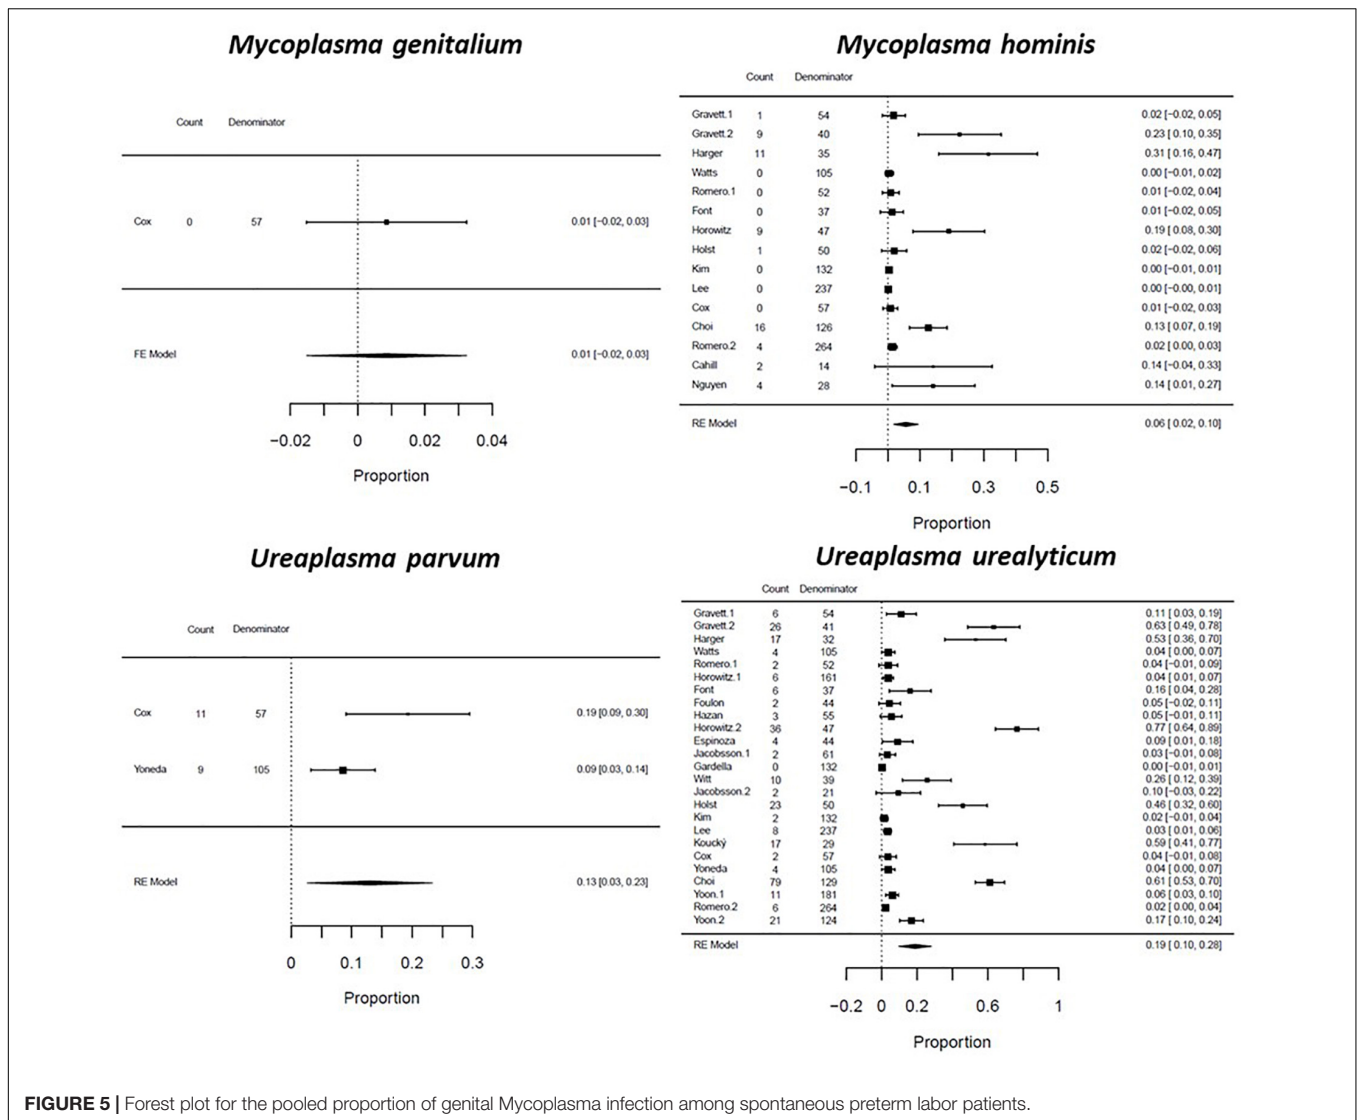 Mycoplasma genitalium
Count Denominator
Cox 0 57 0.01 [−0.02, 0.03]
FE Model 0.01 [−0.02, 0.03]
−0.02 0 0.02 0.04
Proportion
Mycoplasma hominis
Count Denominator
Gravett.1 1 54 0.02 [−0.02, 0.05]
Gravett.2 9 40 0.23 [ 0.10, 0.35]
Harger 11 35 0.31 [ 0.16, 0.47]
Watts 0 105 0.00 [−0.01, 0.02]
Romero.1 0 52 0.01 [−0.02, 0.04]
Font 0 37 0.01 [−0.02, 0.05]
Horowitz 9 47 0.19 [ 0.08, 0.30]
Holst 1 50 0.02 [−0.02, 0.06]
Kim 0 132 0.00 [−0.01, 0.01]
Lee 0 237 0.00 [−0.00, 0.01]
Cox 0 57 0.01 [−0.02, 0.03]
Choi 16 126 0.13 [ 0.07, 0.19]
Romero.2 4 264 0.02 [ 0.00, 0.03]
Cahill 2 14 0.14 [−0.04, 0.33]
Nguyen 4 28 0.14 [ 0.01, 0.27]
RE Model 0.06 [ 0.02, 0.10]
−0.1 0.1 0.3 0.5
Proportion
Ureaplasma parvum
Count Denominator
Cox 11 57 0.19 [0.09, 0.30]
Yoneda 9 105 0.09 [0.03, 0.14]
RE Model 0.13 [0.03, 0.23]
0 0.1 0.2 0.3
Proportion
Ureaplasma urealyticum
Count Denominator
Gravett.1 6 54 0.11 [ 0.03, 0.19]
Gravett.2 26 41 0.63 [ 0.49, 0.78]
Harger 17 32 0.53 [ 0.36, 0.70]
Watts 4 105 0.04 [ 0.00, 0.07]
Romero.1 2 52 0.04 [−0.01, 0.09]
Horowitz.1 6 161 0.04 [ 0.01, 0.07]
Font 6 37 0.16 [ 0.04, 0.28]
Foulon 2 44 0.05 [−0.02, 0.11]
Hazan 3 55 0.05 [−0.01, 0.11]
Horowitz.2 36 47 0.77 [ 0.64, 0.89]
Espinoza 4 44 0.09 [ 0.01, 0.18]
Jacobsson.1 2 61 0.03 [−0.01, 0.08]
Gardella 0 132 0.00 [−0.01, 0.01]
Witt 10 39 0.26 [ 0.12, 0.39]
Jacobsson.2 2 21 0.10 [−0.03, 0.22]
Holst 23 50 0.46 [ 0.32, 0.60]
Kim 2 132 0.02 [−0.01, 0.04]
Lee 8 237 0.03 [ 0.01, 0.06]
Koucký 17 29 0.59 [ 0.41, 0.77]
Cox 2 57 0.04 [−0.01, 0.08]
Yoneda 4 105 0.04 [ 0.00, 0.07]
Choi 79 129 0.61 [ 0.53, 0.70]
Yoon.1 11 181 0.06 [ 0.03, 0.10]
Romero.2 6 264 0.02 [ 0.00, 0.04]
Yoon.2 21 124 0.17 [ 0.10, 0.24]
RE Model 0.19 [ 0.10, 0.28]
−0.2 0 0.2 0.6 1
Proportion
FIGURE 5 | Forest plot for the pooled proportion of genital Mycoplasma infection among spontaneous preterm labor patients.